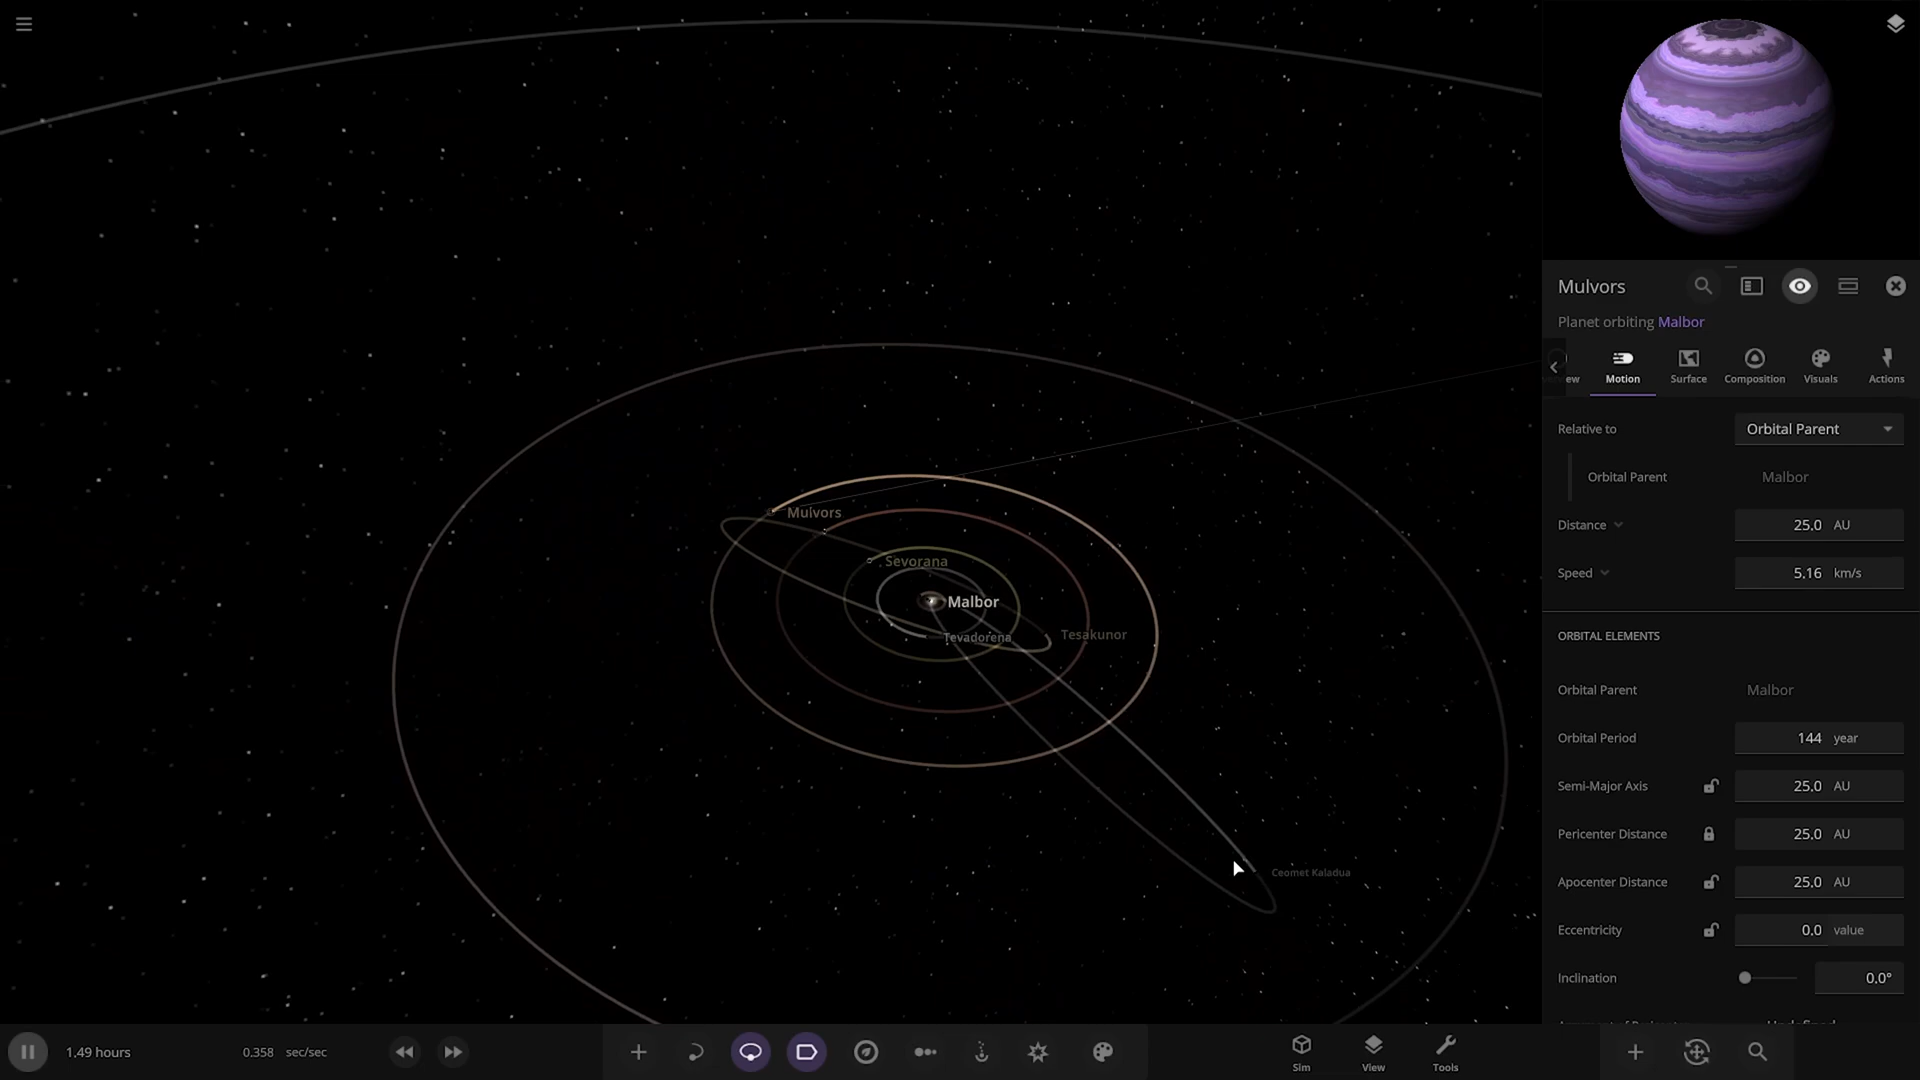 Mulvors
Planet orbiting Malbor
Motion
Surface
Composition
Visuals
Actions
Relative to
Orbital Parent
Orbital Parent
Malbor
Distance
25.0 AU
Speed
5.16 km/s
ORBITAL ELEMENTS
Orbital Parent
Malbor
Orbital Period
144 year
Semi-Major Axis
25.0 AU
Pericenter Distance
25.0 AU
Apocenter Distance
25.0 AU
Eccentricity
0.0 value
Inclination
0.0°
Mulvors
Sevorana
Malbor
Tevadorena
Tesakunor
Ceomet Kaladua
1.49 hours
0.358 sec/sec
Sim
View
Tools